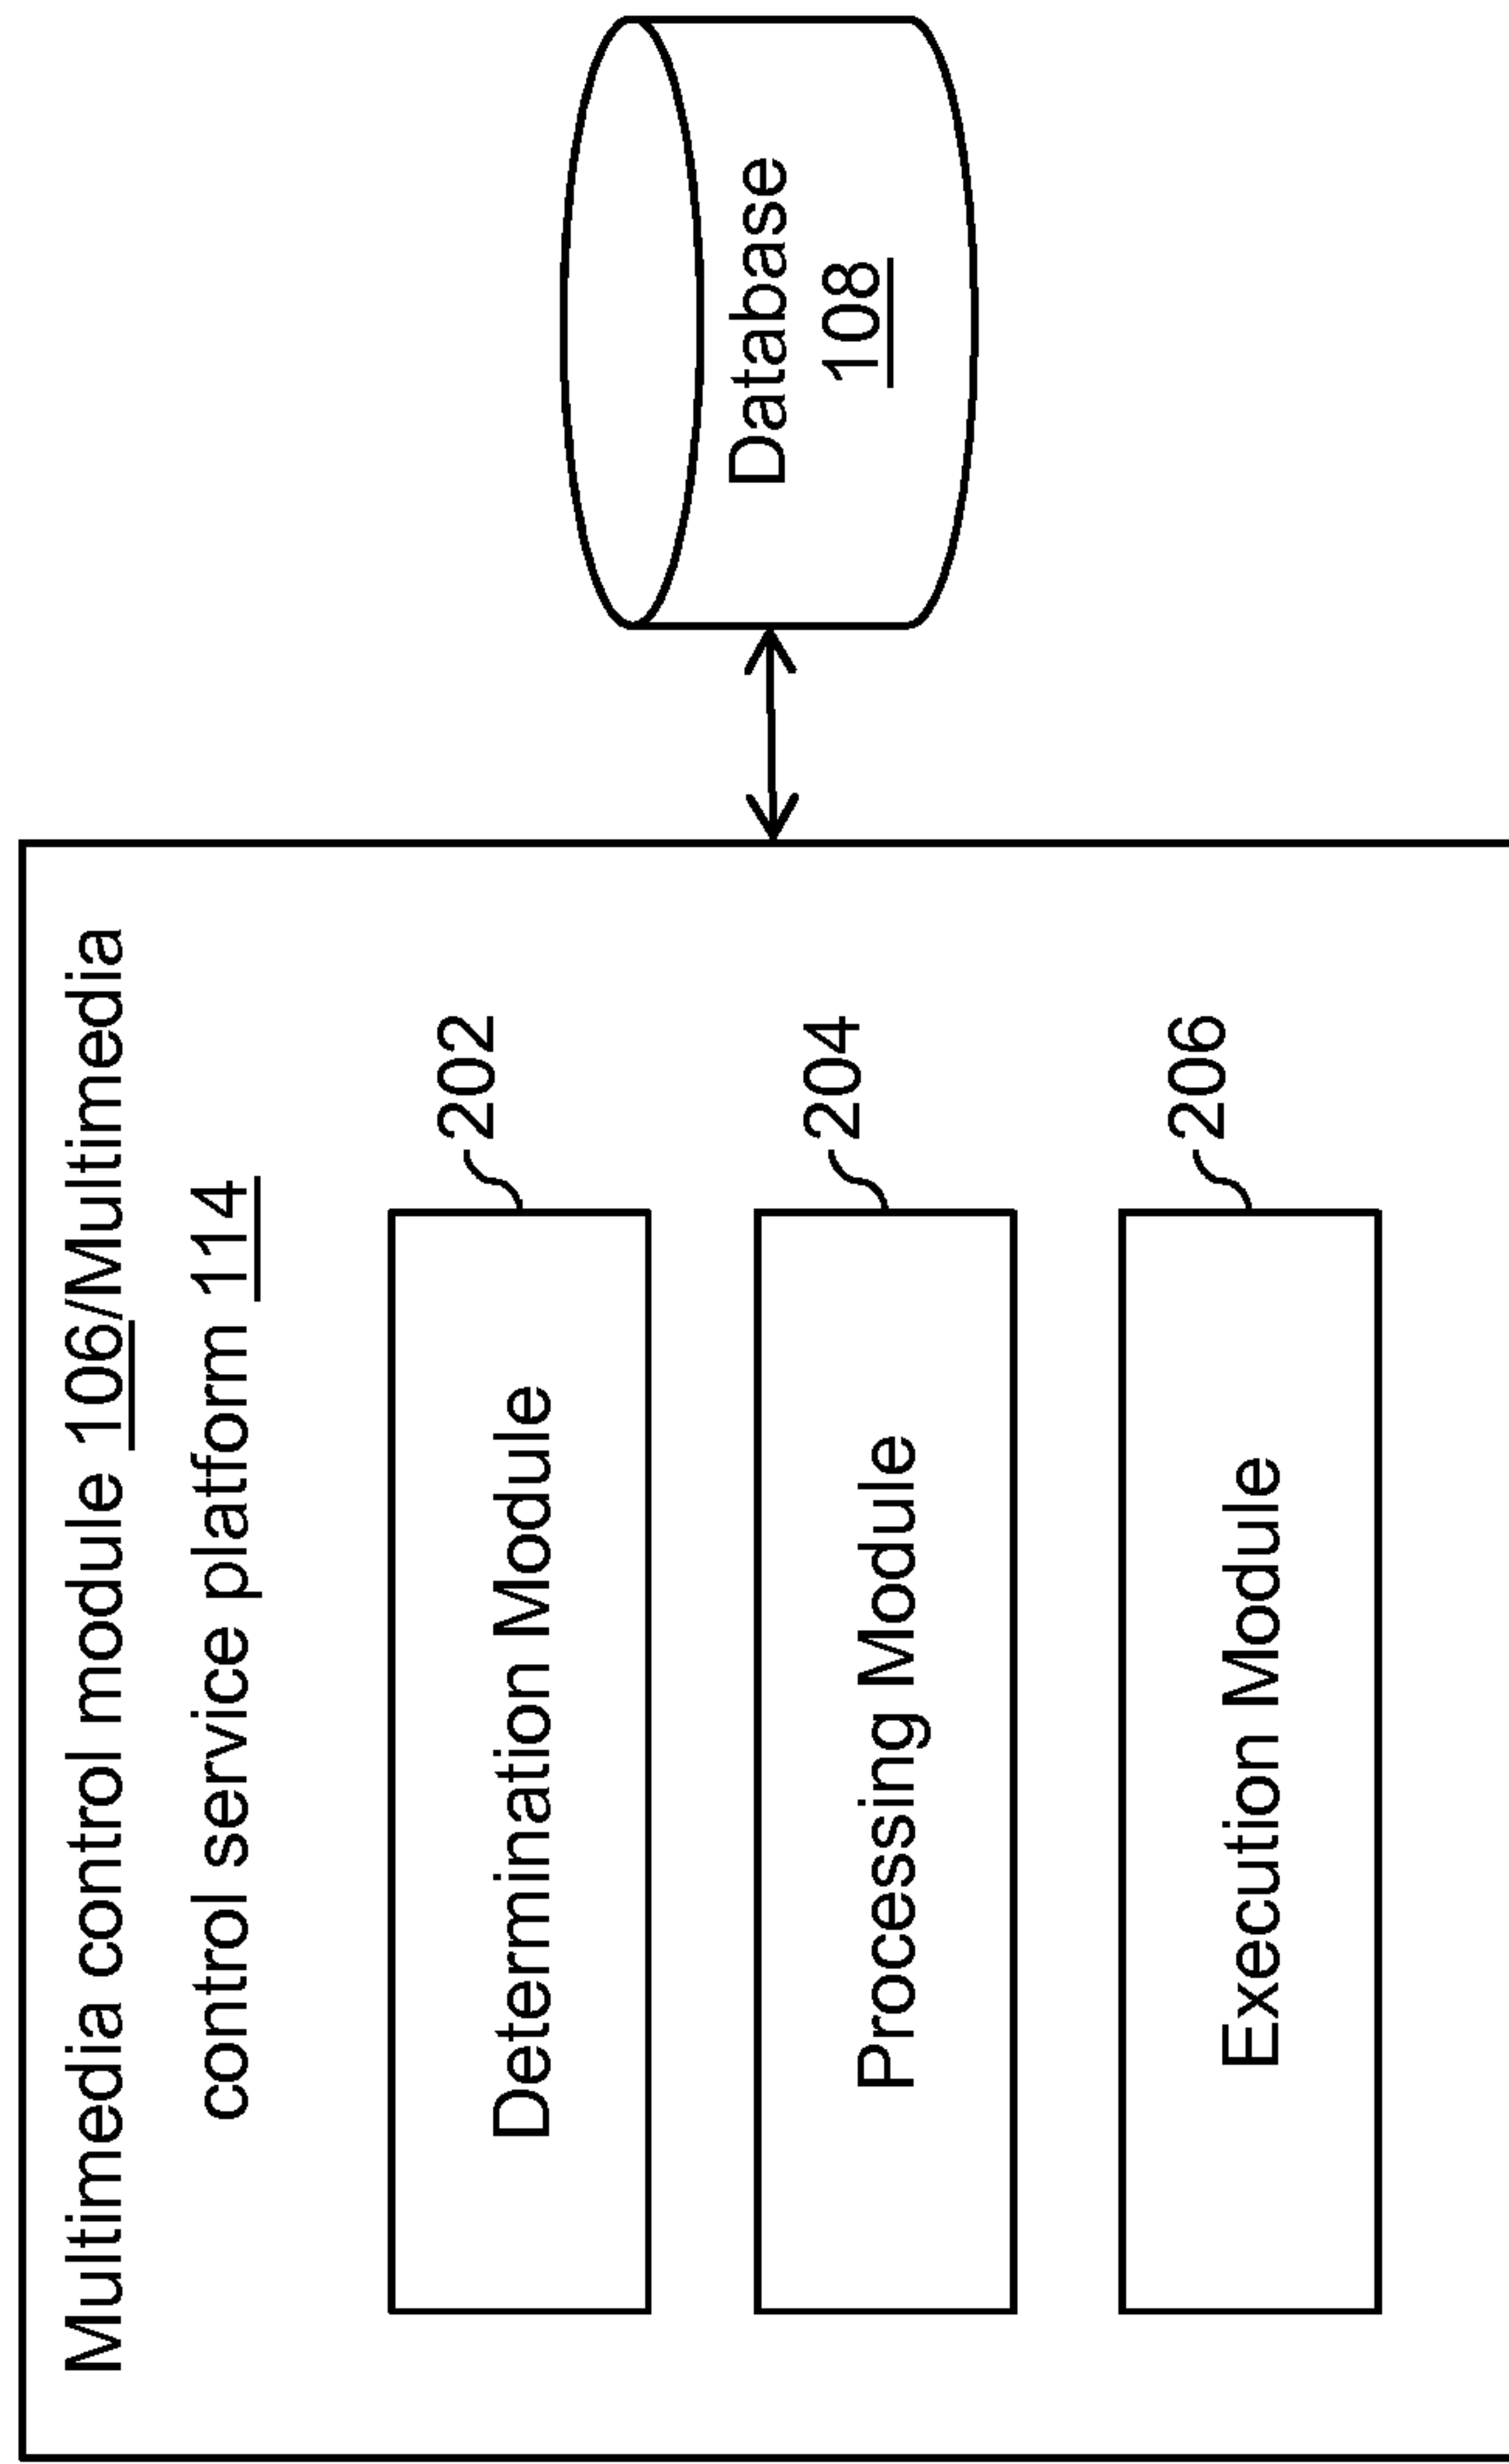 Multimedia control module 106/Multimedia
control service platform 114
202
Determination Module
204
Processing Module
206
Execution Module
Database
108